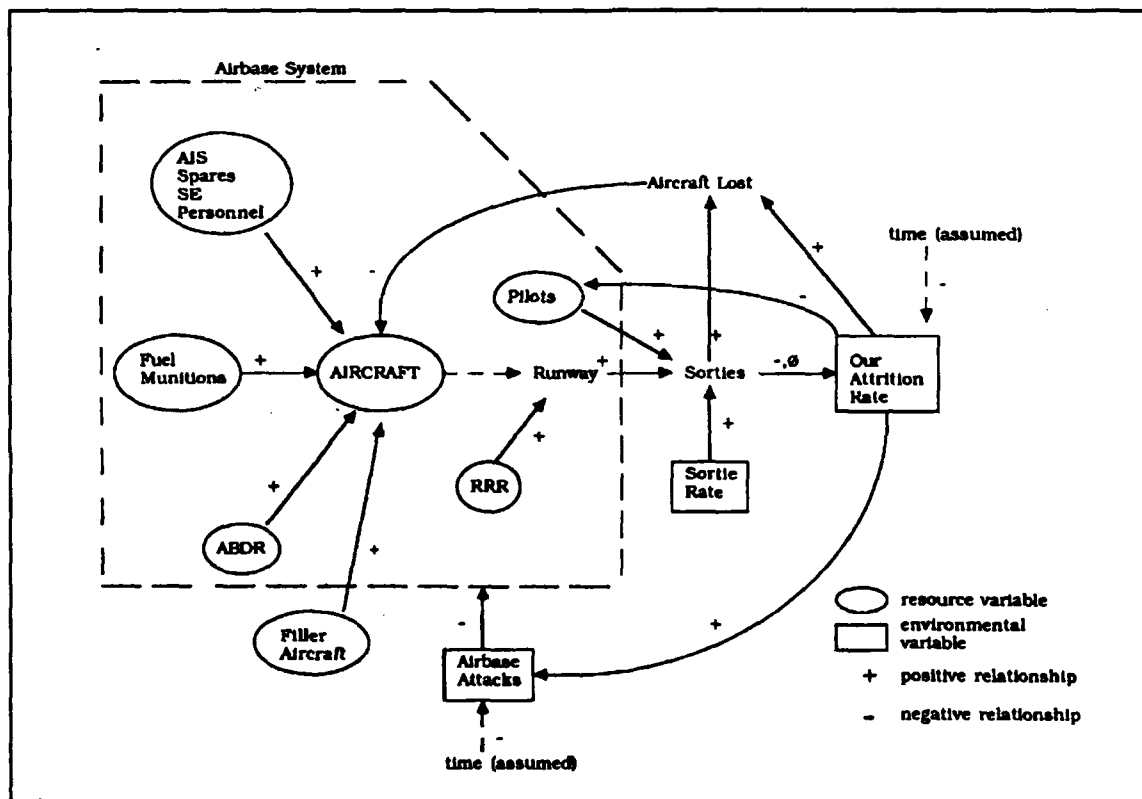 Airbase System
AIS
Spares
SE
Personnel
Aircraft Lost
time (assumed)
+
-
+
-
Pilots
-
+
+
Fuel
Munitions
+
AIRCRAFT
Runway
+
Sorties
-,ø
Our
Attrition
Rate
+
+
+
RRR
Sortie
Rate
ABDR
+
Filler
Aircraft
-
+
Airbase
Attacks
-
time (assumed)
resource variable
environmental
variable
+ positive relationship
- negative relationship